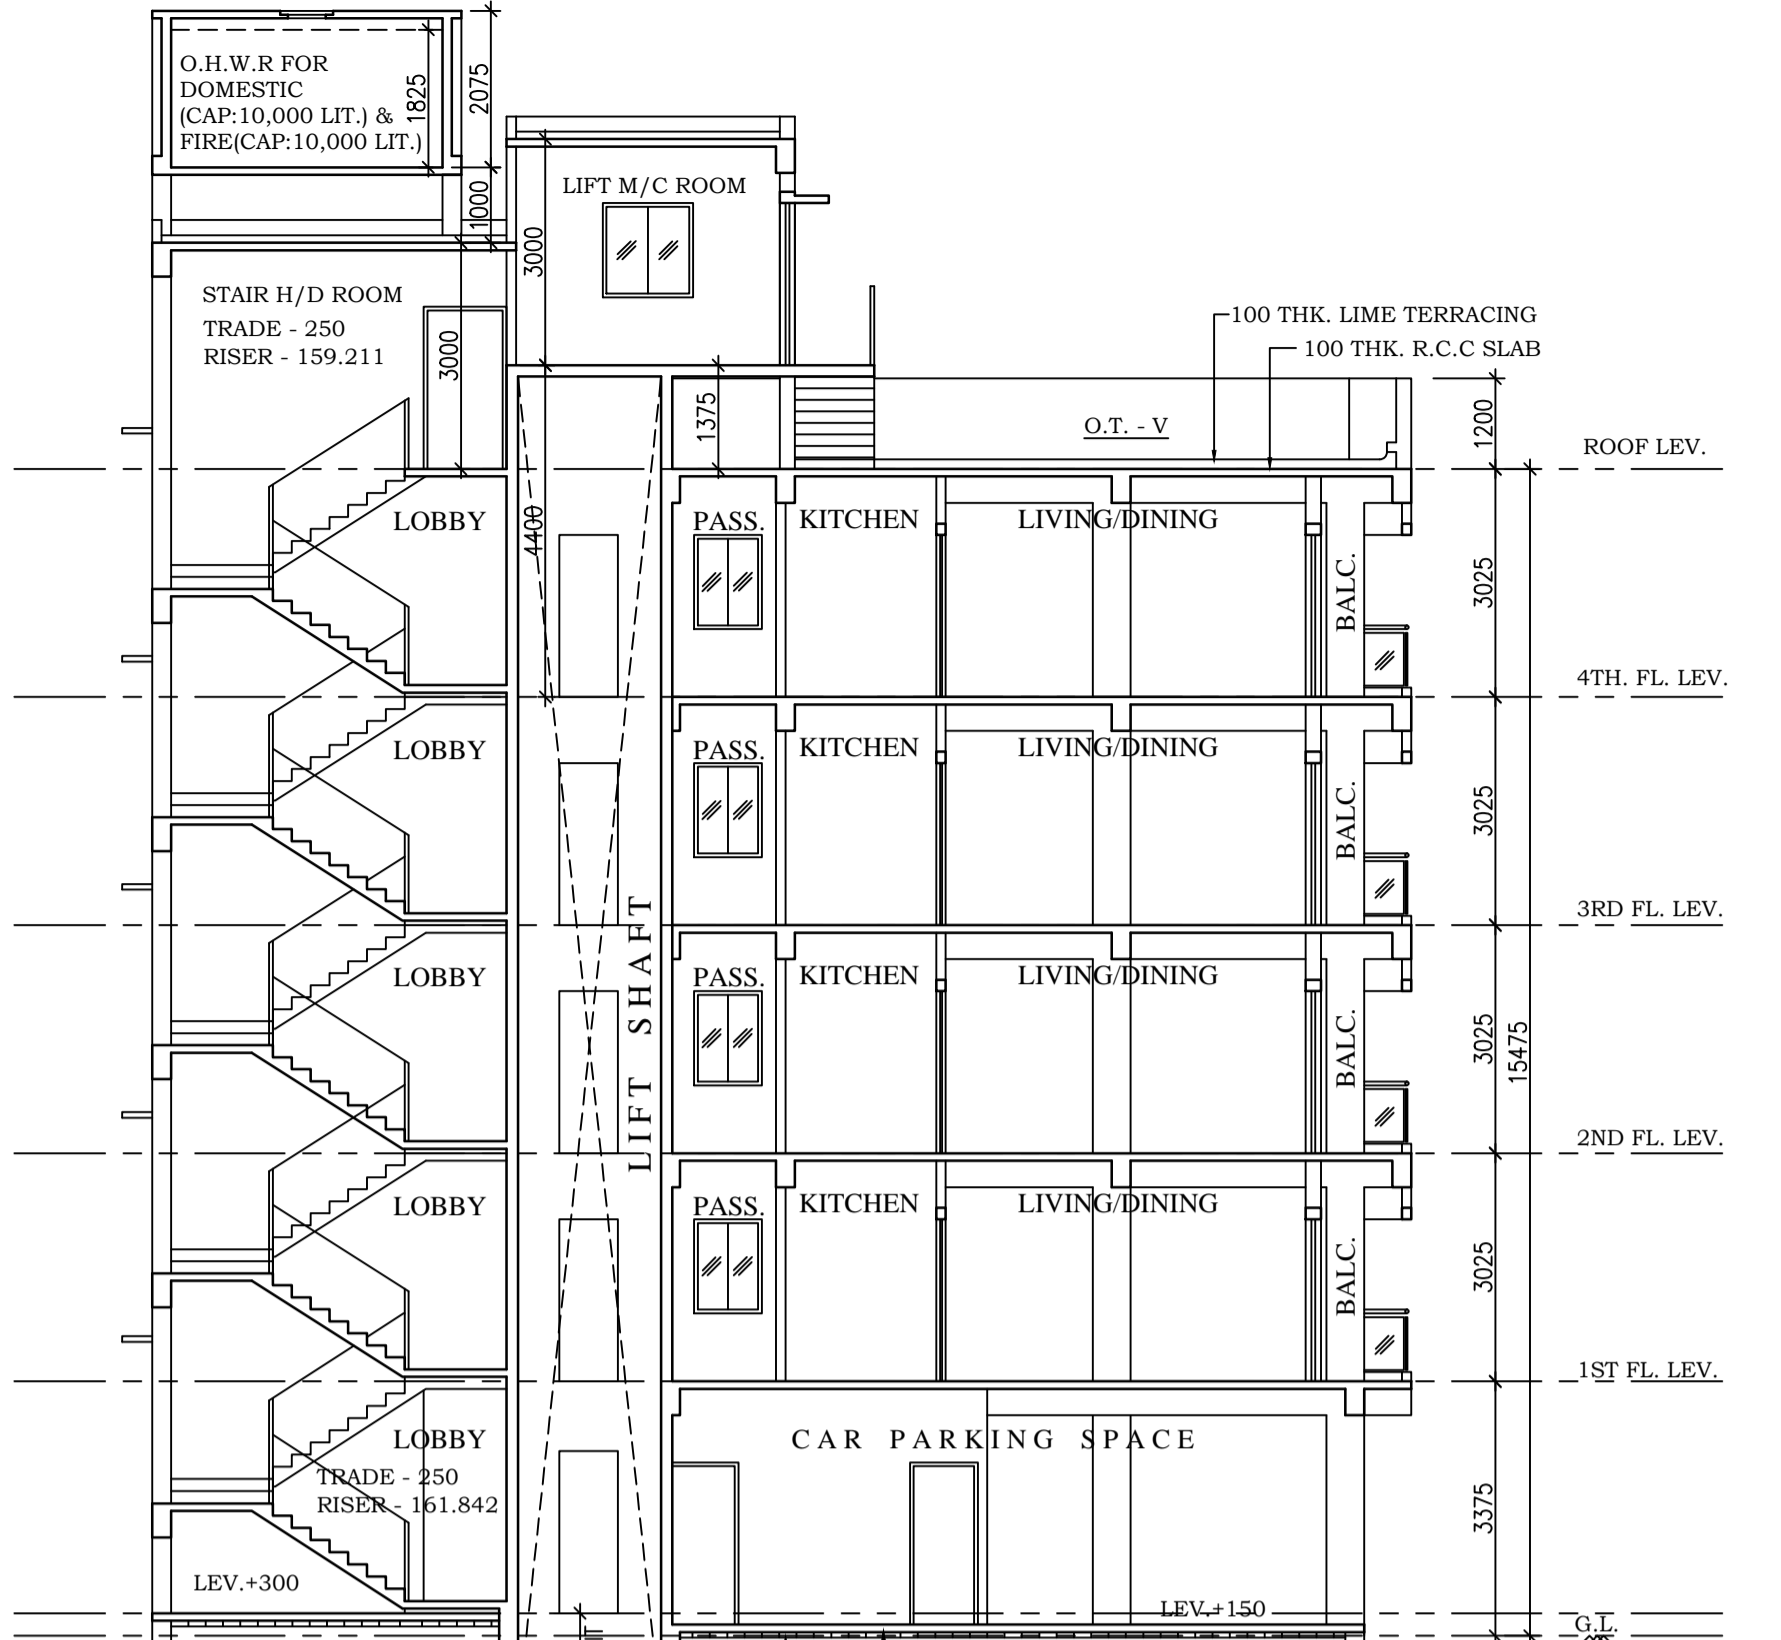 O.H.W.R FOR
DOMESTIC
(CAP:10,000 LIT.) &
FIRE(CAP:10,000 LIT.)
1825
2075
1000
LIFT M/C ROOM
3000
STAIR H/D ROOM
TRADE - 250
RISER - 159.211
3000
100 THK. LIME TERRACING
100 THK. R.C.C SLAB
1375
O.T. - V
1200
ROOF LEV.
LOBBY
4400
PASS.
KITCHEN
LIVING/DINING
BALC.
3025
4TH. FL. LEV.
LOBBY
PASS.
KITCHEN
LIVING/DINING
BALC.
3025
3RD FL. LEV.
LIFT SHAFT
LOBBY
PASS.
KITCHEN
LIVING/DINING
BALC.
3025
15475
2ND FL. LEV.
LOBBY
PASS.
KITCHEN
LIVING/DINING
BALC.
3025
1ST FL. LEV.
LOBBY
TRADE - 250
RISER - 161.842
CAR PARKING SPACE
3375
LEV.+300
LEV.+150
G.L.